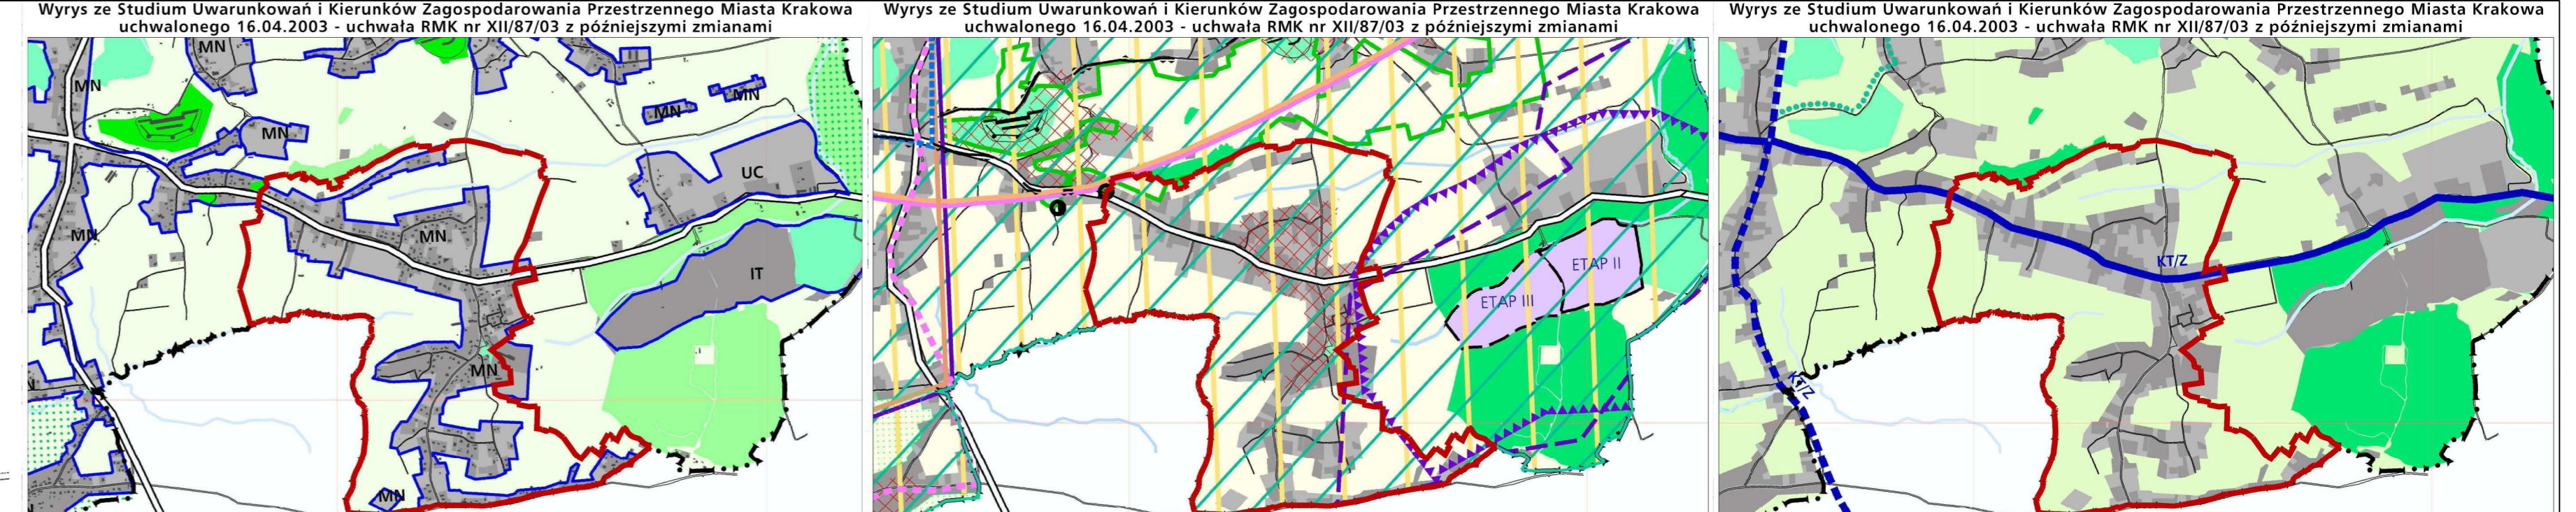 Wyrys ze Studium Uwarunkowań i Kierunków Zagospodarowania Przestrzennego Miasta Krakowa
uchwalonego 16.04.2003 - uchwała RMK nr XII/87/03 z późniejszymi zmianami
MN
MN
MN
MN
MN
UC
MN
MN
IT
MN
MN
Wyrys ze Studium Uwarunkowań i Kierunków Zagospodarowania Przestrzennego Miasta Krakowa
uchwalonego 16.04.2003 - uchwała RMK nr XII/87/03 z późniejszymi zmianami
ETAP II
ETAP III
Wyrys ze Studium Uwarunkowań i Kierunków Zagospodarowania Przestrzennego Miasta Krakowa
uchwalonego 16.04.2003 - uchwała RMK nr XII/87/03 z późniejszymi zmianami
KT/Z
KT/Z